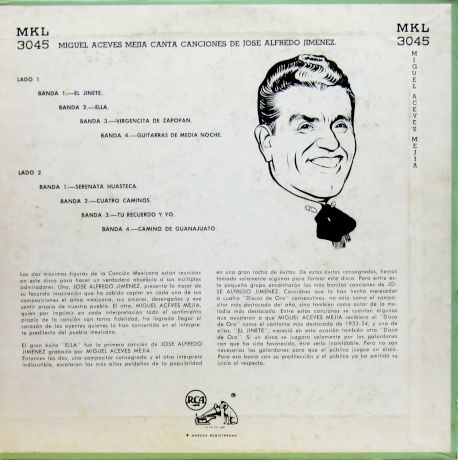 MKL
3045
MIGUEL ACEVES MEJIA CANTA CANCIONES DE JOSE ALFREDO JIMENEZ.
MKL
3045
MIGUEL ACEVES MEJIA
LADO 1
BANDA 1.—EL JINETE.
BANDA 2.—ELLA.
BANDA 3.—VIRGENCITA DE ZAPOPAN.
BANDA 4.—GUITARRAS DE MEDIA NOCHE.
LADO 2
BANDA 1.—SERENATA HUASTECA.
BANDA 2.—CUATRO CAMINOS.
BANDA 3.—TU RECUERDO Y YO.
BANDA 4.—CAMINO DE GUANAJUATO.
Las dos máximas figuras de la Canción Mexicana están reunidas
en este disco para hacer un verdadero obsequio a sus múltiples
admiradores. Uno, JOSE ALFREDO JIMENEZ, presenta lo mejor de
su fecunda inspiración que ha sabido captar en cada una de sus
composiciones el alma mexicana, sus amores, desengaños y ese
sentir propio de nuestro pueblo. El otro, MIGUEL ACEVES MEJIA,
quien por imprimir en cada interpretación todo el sentimiento
propio de la canción con tanta fidelidad, ha logrado llegar al
corazón de los oyentes quienes lo han convertido en el intérpre-
te predilecto del pueblo mexicano.
El gran éxito "ELLA" fué la primera canción de JOSE ALFREDO
JIMENEZ grabada por MIGUEL ACEVES MEJIA.
Entonces los dos, uno compositor consagrado y el otro intérprete
indiscutible, escalaron los más altos peldaños de la popularidad
en una gran racha de éxitos. De estos éxitos consagrados, hemos
tomado solamente algunos para formar este disco. Pero entre es-
te pequeño grupo encontrarán las más bonitas canciones de JO-
SE ALFREDO JIMENEZ. Canciones que lo han hecho merecedor
a cuatro "Discos de Oro" consecutivos, no sólo como el compo-
sitor más destacado del año, sino también como autor de la me-
lodía más destacada. Entre estas canciones se cuentan algunas
que ayudaron a que MIGUEL ACEVES MEJIA recibiera el "Disco
de Oro" como el cantante más destacado de 1953-54, y una de
ellas, "EL JINETE", mereció en esta ocasión también otro "Disco
de Oro". Si un disco se juzgara solamente por los galardones
con que ha sido favorecido, éste sería inolvidable. Pero no son
necesarios los galardones para que el público juzgue un disco.
Para eso basta con su predilección y el público ya ha emitido su
juicio al respecto.
RCA
MARCAS REGISTRADAS